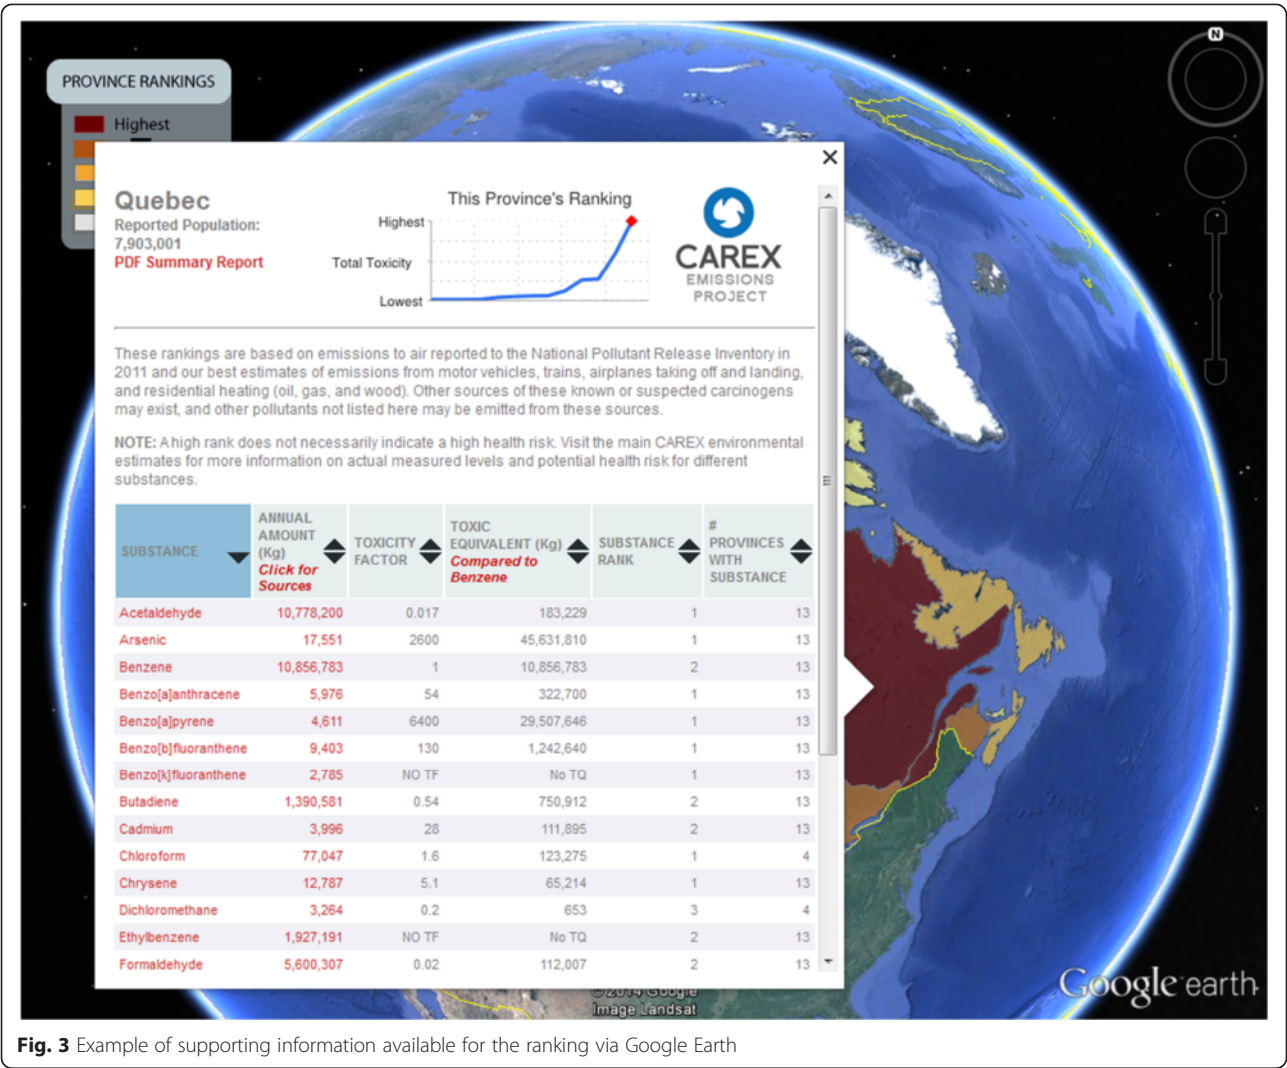 N
PROVINCE RANKINGS
Highest
Quebec
Reported Population:
7,903,001
PDF Summary Report
This Province's Ranking
Highest
Total Toxicity
Lowest
CAREX
EMISSIONS
PROJECT
These rankings are based on emissions to air reported to the National Pollutant Release Inventory in
2011 and our best estimates of emissions from motor vehicles, trains, airplanes taking off and landing,
and residential heating (oil, gas, and wood). Other sources of these known or suspected carcinogens
may exist, and other pollutants not listed here may be emitted from these sources.
NOTE: A high rank does not necessarily indicate a high health risk. Visit the main CAREX environmental
estimates for more information on actual measured levels and potential health risk for different
substances.
SUBSTANCE
ANNUAL
AMOUNT
(Kg)
Click for
Sources
TOXICITY
FACTOR
TOXIC
EQUIVALENT (Kg)
Compared to
Benzene
SUBSTANCE
RANK
#
PROVINCES
WITH
SUBSTANCE
Acetaldehyde 10,778,200 0.017 183,229 1 13
Arsenic 17,551 2600 45,631,810 1 13
Benzene 10,856,783 1 10,856,783 2 13
Benzo[a]anthracene 5,976 54 322,700 1 13
Benzo[a]pyrene 4,611 6400 29,507,646 1 13
Benzo[b]fluoranthene 9,403 130 1,242,640 1 13
Benzo[k]fluoranthene 2,785 NO TF No TQ 1 13
Butadiene 1,390,581 0.54 750,912 2 13
Cadmium 3,996 28 111,895 2 13
Chloroform 77,047 1.6 123,275 1 4
Chrysene 12,787 5.1 65,214 1 13
Dichloromethane 3,264 0.2 653 3 4
Ethylbenzene 1,927,191 NO TF No TQ 2 13
Formaldehyde 5,600,307 0.02 112,007 2 13
© 2014 Google
Image Landsat
Google earth
Fig. 3 Example of supporting information available for the ranking via Google Earth